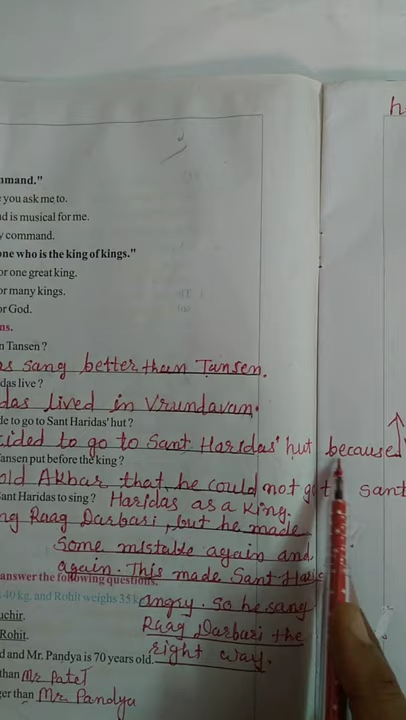 h
mmand."
you ask me to.
d is musical for me.
command.
one who is the king of kings."
or one great king.
or many kings.
or God.
ns.
n Tansen ?
as sang better than Tansen.
das live ?
das lived in Vrundavan.
de to go to Sant Haridas' hut ?
cided to go to Sant Haridas' hut because
Tansen put before the king ?
old Akbar that he could not get sant
Sant Haridas to sing ? Haridas as a King.
ng Raag Darbari, but he made
some mistable again and
again. This made Sant Hari
answer the following questions.
40 kg, and Rohit weighs 35 k
angry. so he sang
uchir.
Raag Darbari the
Rohit.
right way.
d and Mr. Pandya is 70 years old.
than Mr Patel
ger than Mr. Pandya